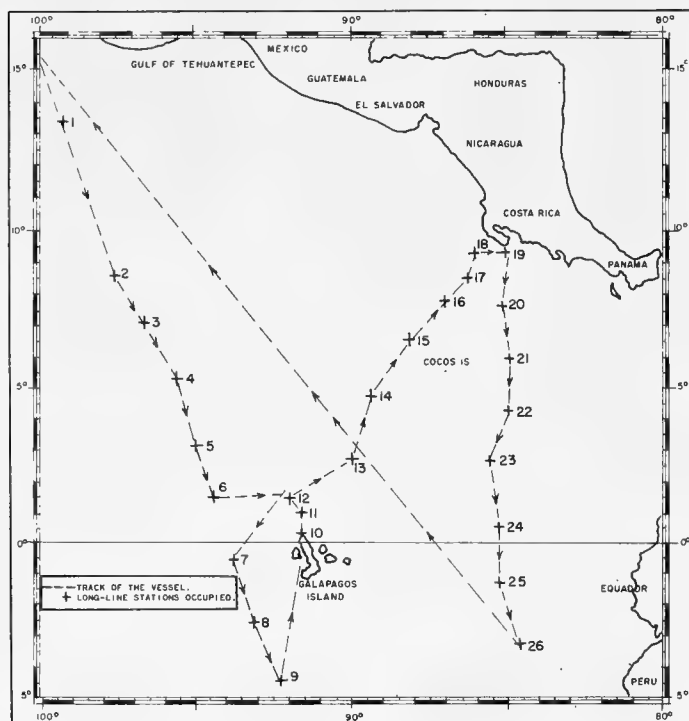 100° 90° 80°
15° 15°
10° 10°
5° 5°
0° 0°
5° 5°
100° 90° 80°
MEXICO
GULF OF TEHUANTEPEC
GUATEMALA
HONDURAS
EL SALVADOR
NICARAGUA
COSTA RICA
PANAMA
COCOS IS
GALAPAGOS
ISLAND
EQUADOR
PERU
1
2
3
4
5
6
7
8
9
10
11
12
13
14
15
16
17
18
19
20
21
22
23
24
25
26
TRACK OF THE VESSEL.
LONG-LINE STATIONS OCCUPIED.